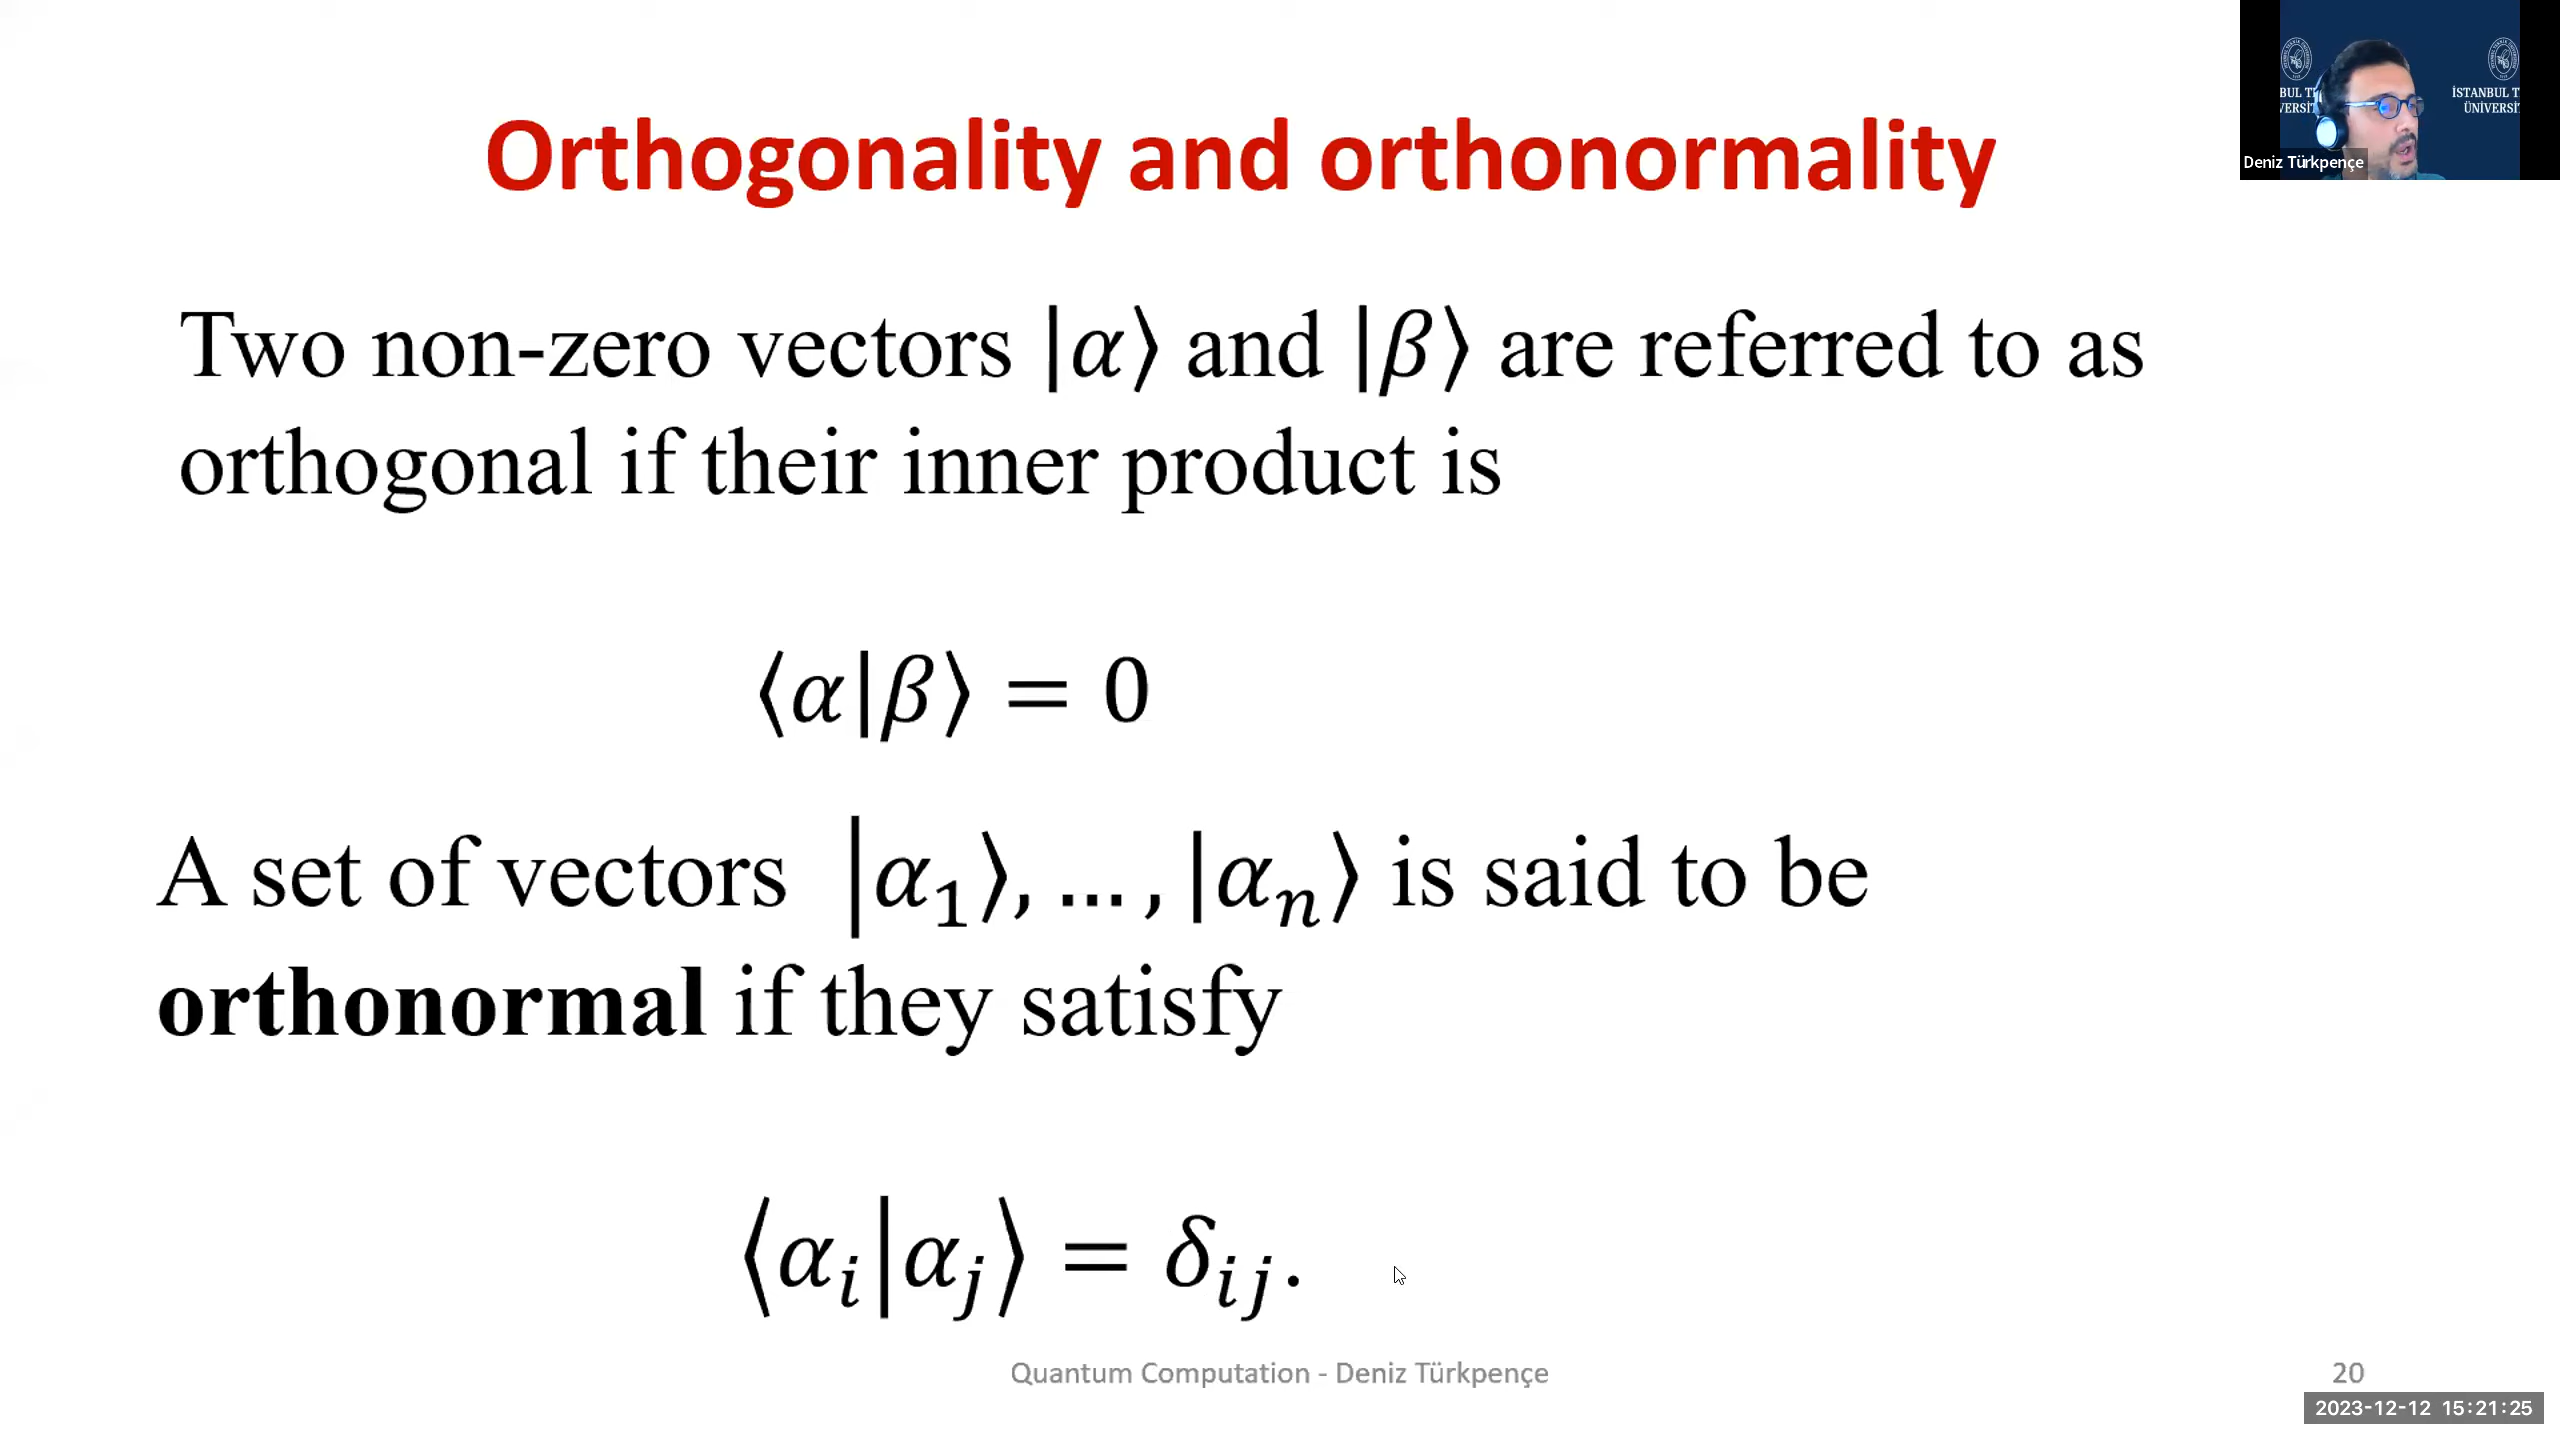 Orthogonality and orthonormality
BUL T
VERSİT
İSTANBUL T
ÜNİVERSİT
Deniz Türkpençe
Two non-zero vectors |α⟩ and |β⟩ are referred to as
orthogonal if their inner product is
⟨α|β⟩ = 0
A set of vectors |α₁⟩, … , |αₙ⟩ is said to be
orthonormal if they satisfy
⟨αᵢ|αⱼ⟩ = δᵢⱼ.
Quantum Computation - Deniz Türkpençe
20
2023-12-12 15:21:25